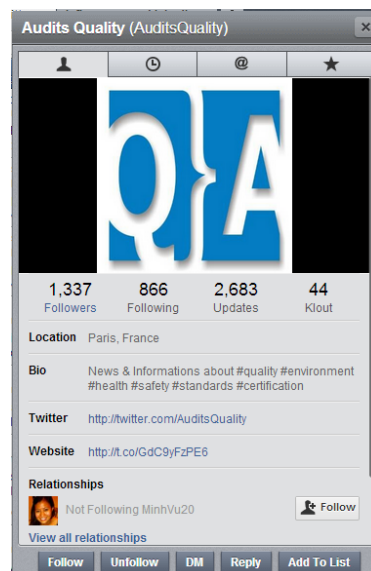 Audits Quality (AuditsQuality)
@
Q}A
1,337 866 2,683 44
Followers Following Updates Klout
Location Paris, France
Bio News & Informations about #quality #environment
#health #safety #standards #certification
Twitter http://twitter.com/AuditsQuality
Website http://t.co/GdC9yFzPE6
Relationships
Not Following MinhVu20 Follow
View all relationships
Follow Unfollow DM Reply Add To List